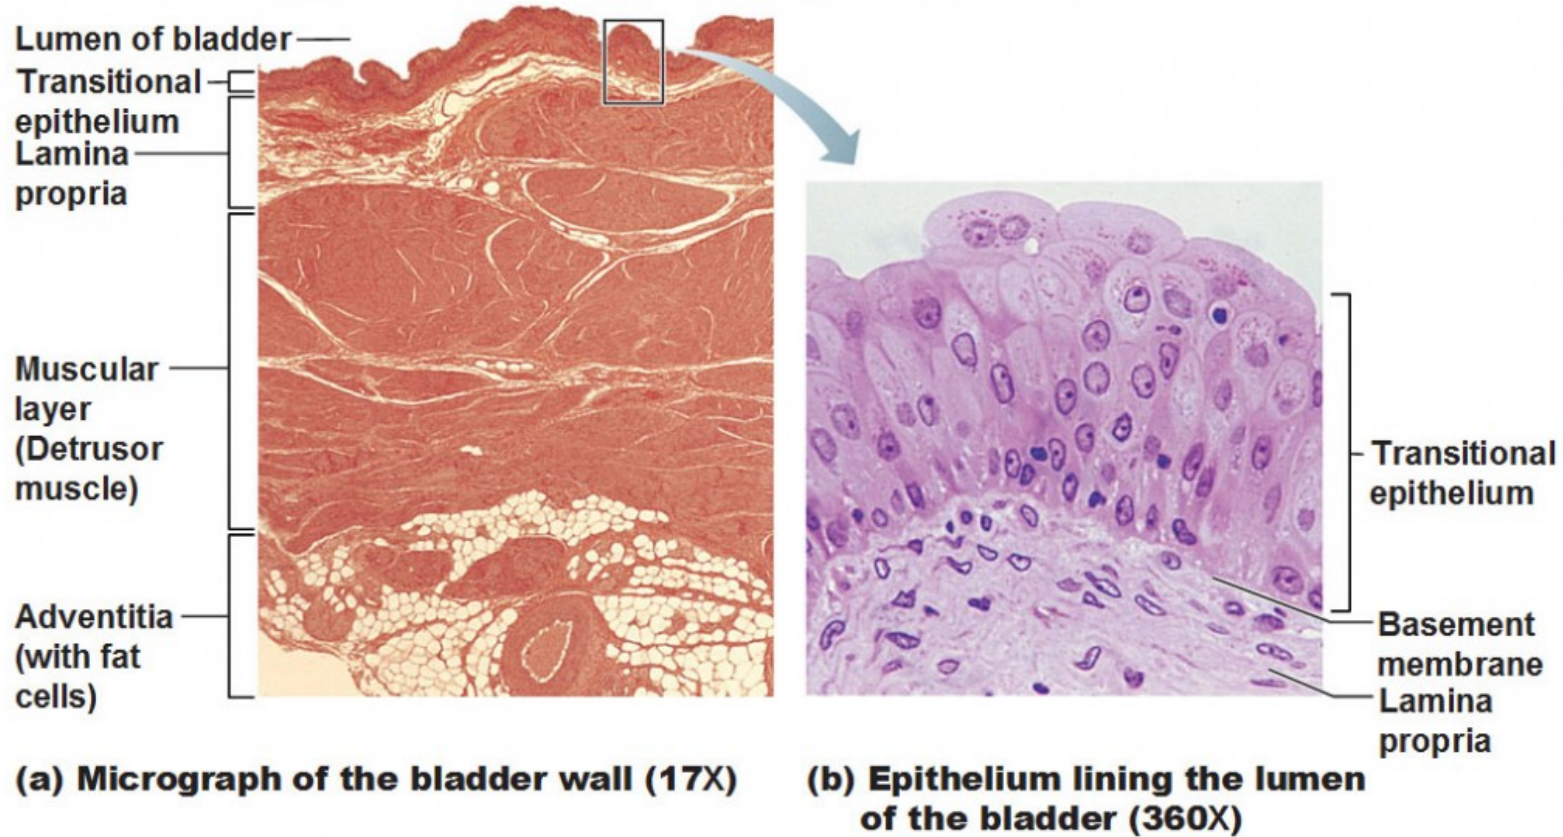 Lumen of bladder
Transitional
epithelium
Lamina
propria
Muscular
layer
(Detrusor
muscle)
Adventitia
(with fat
cells)
(a) Micrograph of the bladder wall (17X)
Transitional
epithelium
Basement
membrane
Lamina
propria
(b) Epithelium lining the lumen
of the bladder (360X)